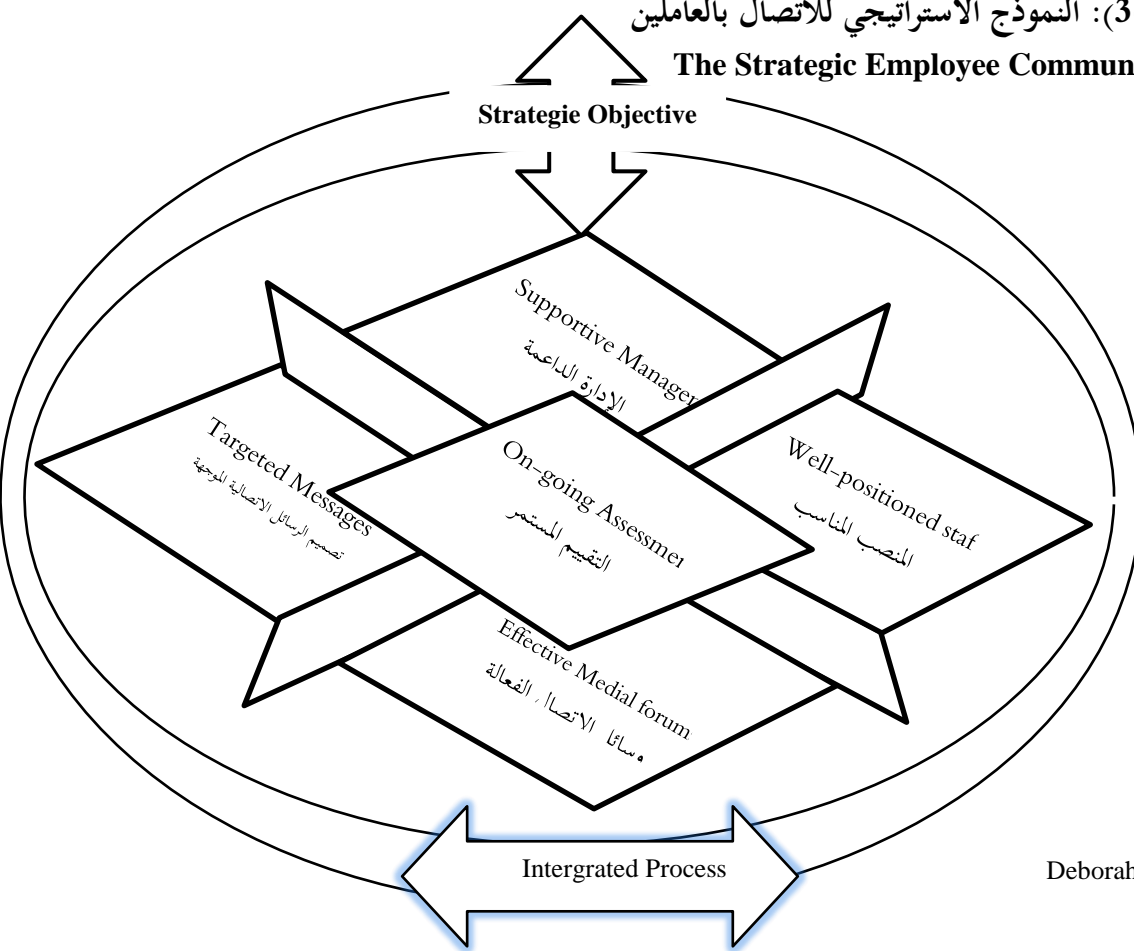 3): النموذج الاستراتيجي للاتصال بالعاملين
The Strategic Employee Commun
Strategie Objective
Supportive Manager
الإدارة الداعمة
Targeted Messages
تصميم الرسائل الاتصالية الموجهة
On-going Assessmer
التقييم المستمر
Well-positioned staf
المنصب المناسب
Effective Medial forum
وسائل الاتصال الفعالة
Intergrated Process
Deborah